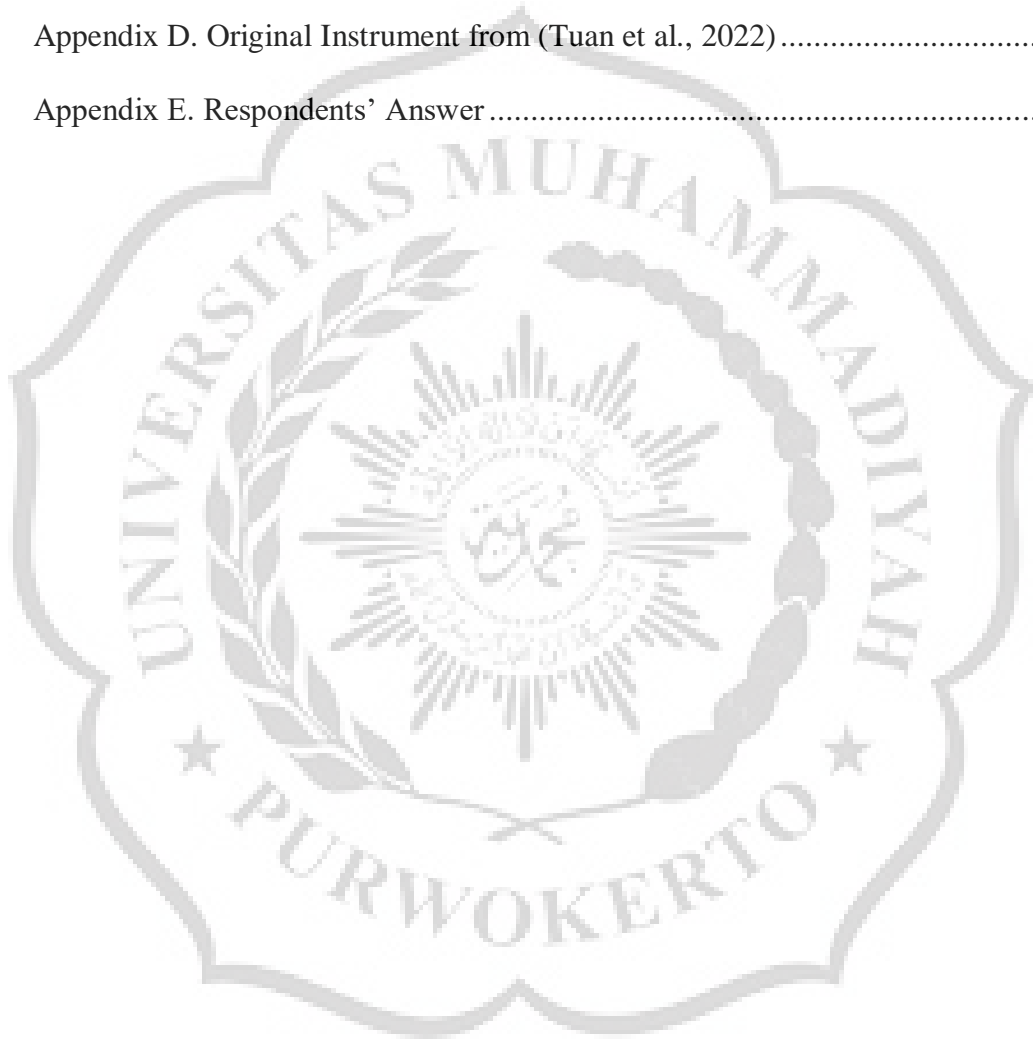 Appendix D. Original Instrument from (Tuan et al., 2022) ..............................
Appendix E. Respondents’ Answer ................................................................
UNIVERSITAS MUHAMMADIYAH
★ PURWOKERTO ★